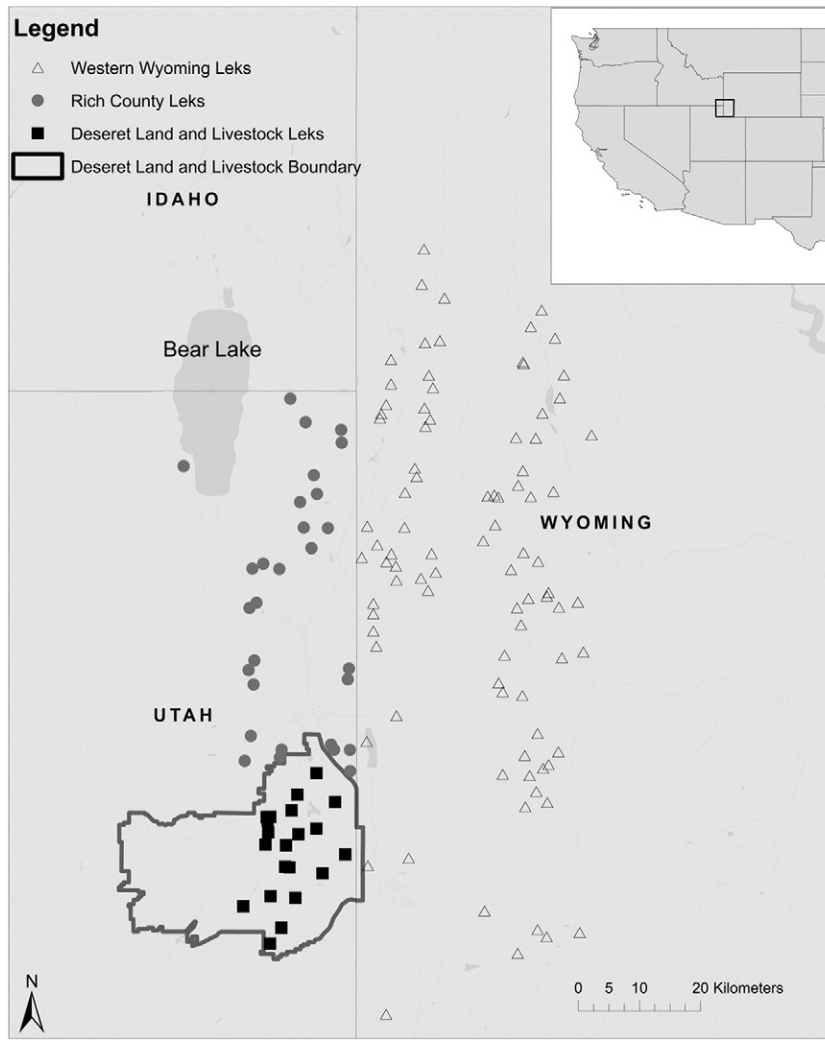 Legend
Western Wyoming Leks
Rich County Leks
Deseret Land and Livestock Leks
Deseret Land and Livestock Boundary
IDAHO
Bear Lake
WYOMING
UTAH
N
0 5 10 20 Kilometers